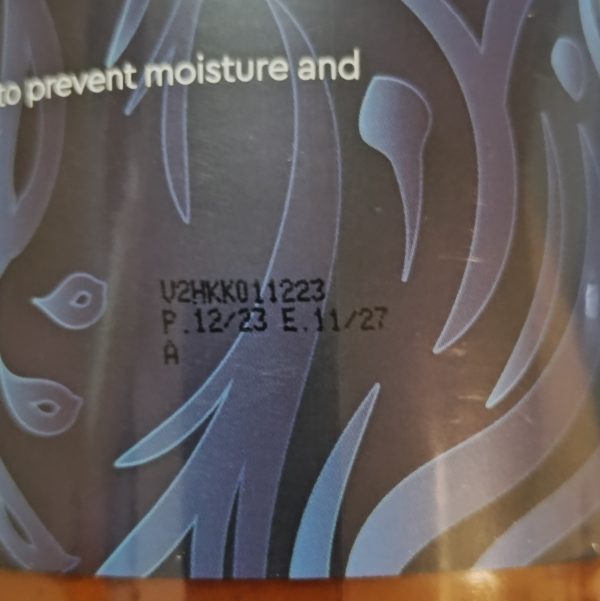 to prevent moisture and
V2HKK011223
P.12/23 E.11/27
A